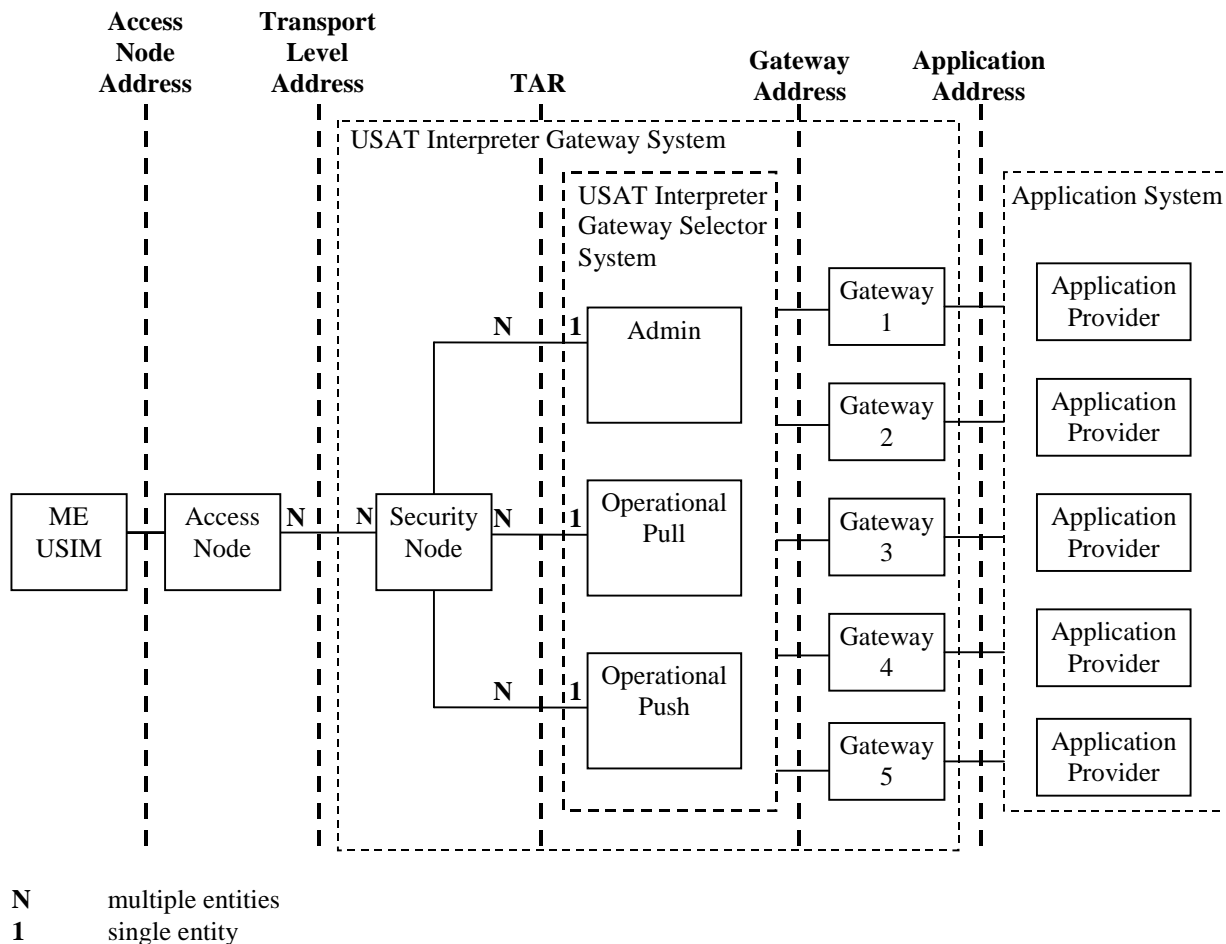 Access
Node
Address
Transport
Level
Address
TAR
Gateway
Address
Application
Address
USAT Interpreter Gateway System
USAT Interpreter
Gateway Selector
System
Application System
Gateway
1
Application
Provider
N
1
Admin
Gateway
2
Application
Provider
ME
USIM
Access
Node
N
N
Security
Node
N
1
Operational
Pull
Gateway
3
Application
Provider
N
1
Operational
Push
Gateway
4
Application
Provider
Gateway
5
Application
Provider
N multiple entities
1 single entity